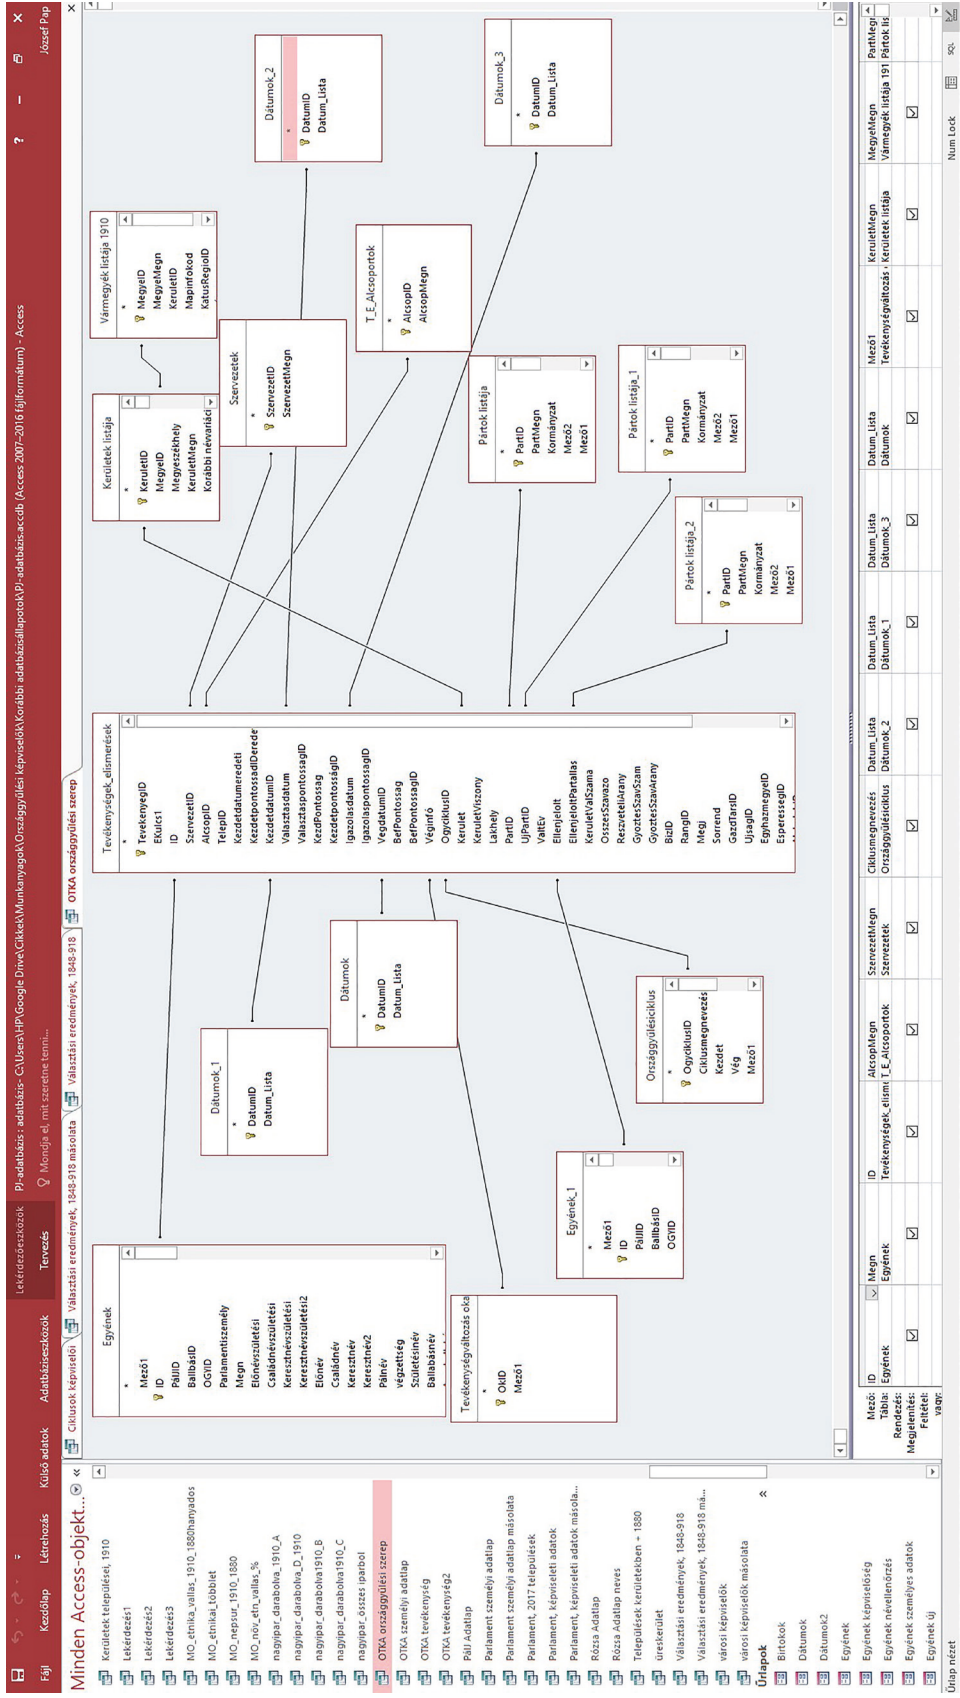 Lekérdezőeszközök
PJ-adatbázis : adatbázis- C:\Users\HP\Google Drive\Cikkek\Munkanyagok\Országgyűlési képviselők\Korábbi adatbázisállapotok\PJ-adatbázis.accdb (Access 2007–2016 fájlformátum) - Access
József Pap
Fájl
Kezdőlap
Létrehozás
Külső adatok
Adatbáziseszközök
Tervezés
Mondja el, mit szeretne tenni...
Minden Access-objekt...
Kerületek települései, 1910
Lekérdezés1
Lekérdezés2
Lekérdezés3
MO_etnika_vallas_1910_1880hanyados
MO_etnikai_többlet
MO_nepsur_1910_1880
MO_nov_etn_vallas_%
nagyipar_darabolva_1910_A
nagyipar_darabolva_D_1910
nagyipar_darabolva1910_B
nagyipar_darabolva1910_C
nagyipar_összes iparbol
OTKA országgyűlési szerep
OTKA személyi adatlap
OTKA tevékenység
OTKA tevékenység2
PálJ Adatlap
Parlament személyi adatlap
Parlament személyi adatlap másolata
Parlament, 2017 települések
Parlament, képviseleti adatok
Parlament, képviseleti adatok másola...
Rózsa Adatlap
Rózsa Adatlap neves
Települések kerületekben - 1880
üreskerület
Választási eredmények, 1848-918
Választási eredmények, 1848-918 má...
városi képviselők
városi képviselők másolata
Űrlapok
Birtokok
Dátumok
Dátumok2
Egyének
Egyének képviselőség
Egyének névellenőrzés
Egyének személyes adatok
Egyének új
Ciklusok képviselői
Választási eredmények, 1848-918 másolata
Választási eredmények, 1848-918
OTKA országgyűlési szerep
Egyének
*
Mező1
ID
PálJID
BallbásID
OGYID
Parlamentiszemély
Megn
Előnévszületési
Családnévszületési
Keresztnévszületési
Keresztnévszületési2
Előnév
Családnév
Keresztnév
Keresztnév2
Pálnév
végzettség
Születésinév
Ballabásnév
Tevékenységváltozás oka
*
OkID
Mező1
Dátumok_1
*
DatumID
Datum_Lista
Egyének_1
*
Mező1
ID
PálJID
BallbásID
OGYID
Dátumok
*
DatumID
Datum_Lista
Országgyűlésiciklus
*
OgyciklusID
Ciklusmegnevezés
Kezdet
Vég
Mező1
Tevékenységek_elismerések
*
TevekenyegID
EKulcs1
ID
SzervezetID
AlcsopID
TelepID
Kezdetdatumeredeti
KezdetpontossadIDerede
KezdetdatumID
Valasztasdatum
ValasztaspontossagID
KezdPontossag
KezdetpontosságID
Igazolasdatum
IgazolaspontossagID
VegdatumID
BefPontossag
BefPontossagID
Véginfó
OgyciklusID
Kerulet
KeruletViszony
Lakhely
PartID
UjPartID
ValtEv
Ellenjelolt
EllenjeloltPartallas
KeruletValSzama
OsszesSzavazo
ReszveteliArany
GyoztesSzavSzam
GyoztesSzavArany
BizID
RangID
Megj
Sorrend
GazdTarsID
UjsagID
EgyhazmegyeID
EsperessegID
Kerületek listája
*
KeruletID
MegyeID
Megyeszékhely
KeruletMegn
Korábbi névvariáci
Vármegyék listája 1910
*
MegyeID
MegyeMegn
KeruletID
Mapinfokod
KatusRegioID
Szervezetek
*
SzervezetID
SzervezetMegn
Dátumok_2
*
DatumID
Datum_Lista
T_E_Alcsoportok
*
AlcsopID
AlcsopMegn
Dátumok_3
*
DatumID
Datum_Lista
Pártok listája
*
PartID
PartMegn
Kormányzat
Mező2
Mező1
Pártok listája_1
*
PartID
PartMegn
Kormányzat
Mező2
Mező1
Pártok listája_2
*
PartID
PartMegn
Kormányzat
Mező2
Mező1
Mező: ID Megn ID AlcsopMegn SzervezetMegn Ciklusmegnevezés Datum_Lista Datum_Lista Datum_Lista Datum_Lista Mező1 KeruletMegn MegyeMegn PartMegn
Tábla: Egyének Egyének Tevékenységek_elisme T_E_Alcsoportok Szervezetek Országgyűlésiciklus Dátumok_2 Dátumok_1 Dátumok_3 Dátumok Tevékenységváltozás Kerületek listája Vármegyék listája 191 Pártok lis
Rendezés:
Megjelenítés:
Feltétel:
vagy:
Űrlap nézet
Num Lock
SQL